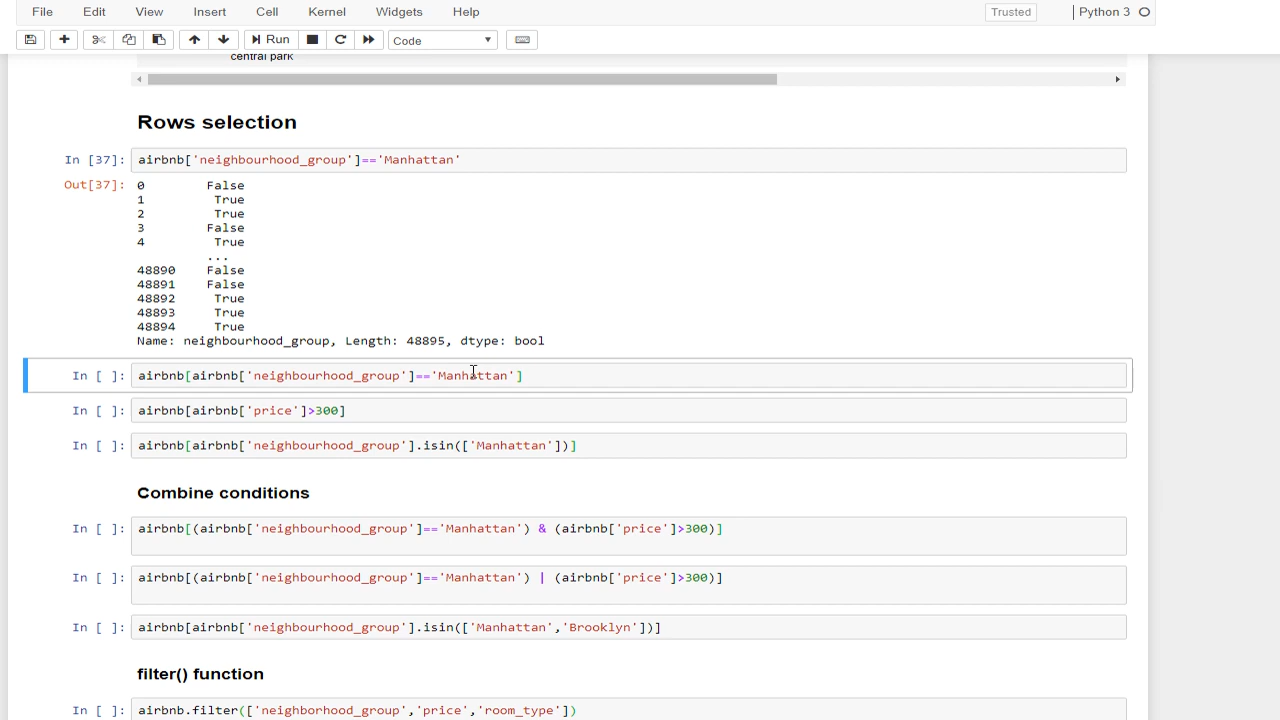 File Edit View Insert Cell Kernel Widgets Help Trusted Python 3
Run Code
central park
Rows selection
In [37]: airbnb['neighbourhood_group']=='Manhattan'
Out[37]: 0 False
1 True
2 True
3 False
4 True
...
48890 False
48891 False
48892 True
48893 True
48894 True
Name: neighbourhood_group, Length: 48895, dtype: bool
In [ ]: airbnb[airbnb['neighbourhood_group']=='Manhattan']
In [ ]: airbnb[airbnb['price']>300]
In [ ]: airbnb[airbnb['neighbourhood_group'].isin(['Manhattan'])]
Combine conditions
In [ ]: airbnb[(airbnb['neighbourhood_group']=='Manhattan') & (airbnb['price']>300)]
In [ ]: airbnb[(airbnb['neighbourhood_group']=='Manhattan') | (airbnb['price']>300)]
In [ ]: airbnb[airbnb['neighbourhood_group'].isin(['Manhattan','Brooklyn'])]
filter() function
In [ ]: airbnb.filter(['neighborhood_group','price','room_type'])